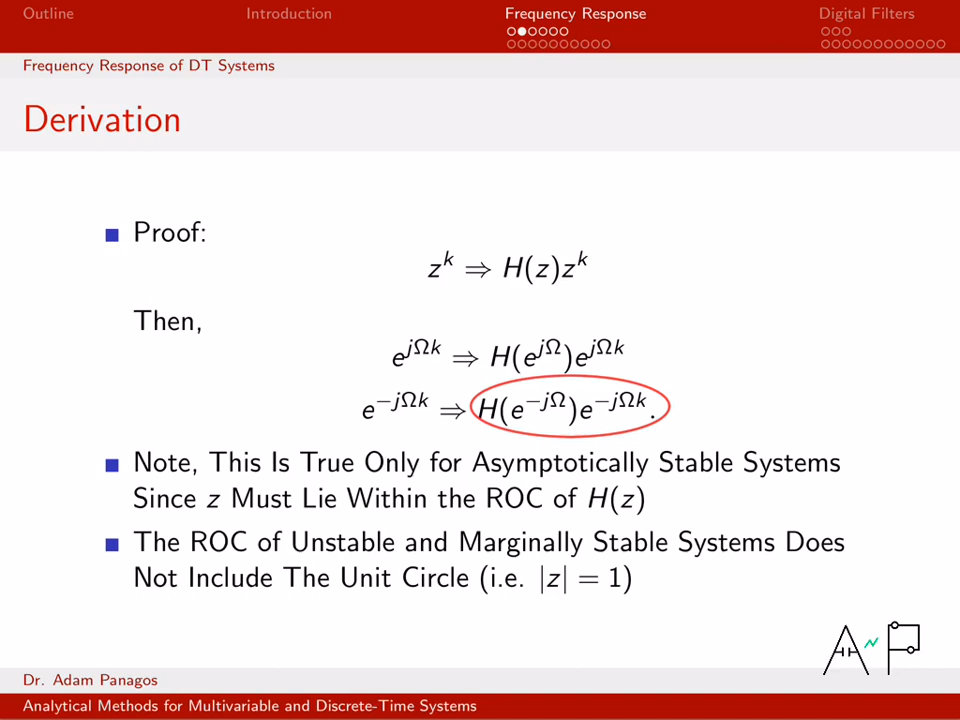 Outline Introduction Frequency Response Digital Filters
Frequency Response of DT Systems
Derivation
Proof:
z^k ⇒ H(z)z^k
Then,
e^{jΩk} ⇒ H(e^{jΩ})e^{jΩk}
e^{−jΩk} ⇒ H(e^{−jΩ})e^{−jΩk}.
Note, This Is True Only for Asymptotically Stable Systems
Since z Must Lie Within the ROC of H(z)
The ROC of Unstable and Marginally Stable Systems Does
Not Include The Unit Circle (i.e. |z| = 1)
AP
Dr. Adam Panagos
Analytical Methods for Multivariable and Discrete-Time Systems